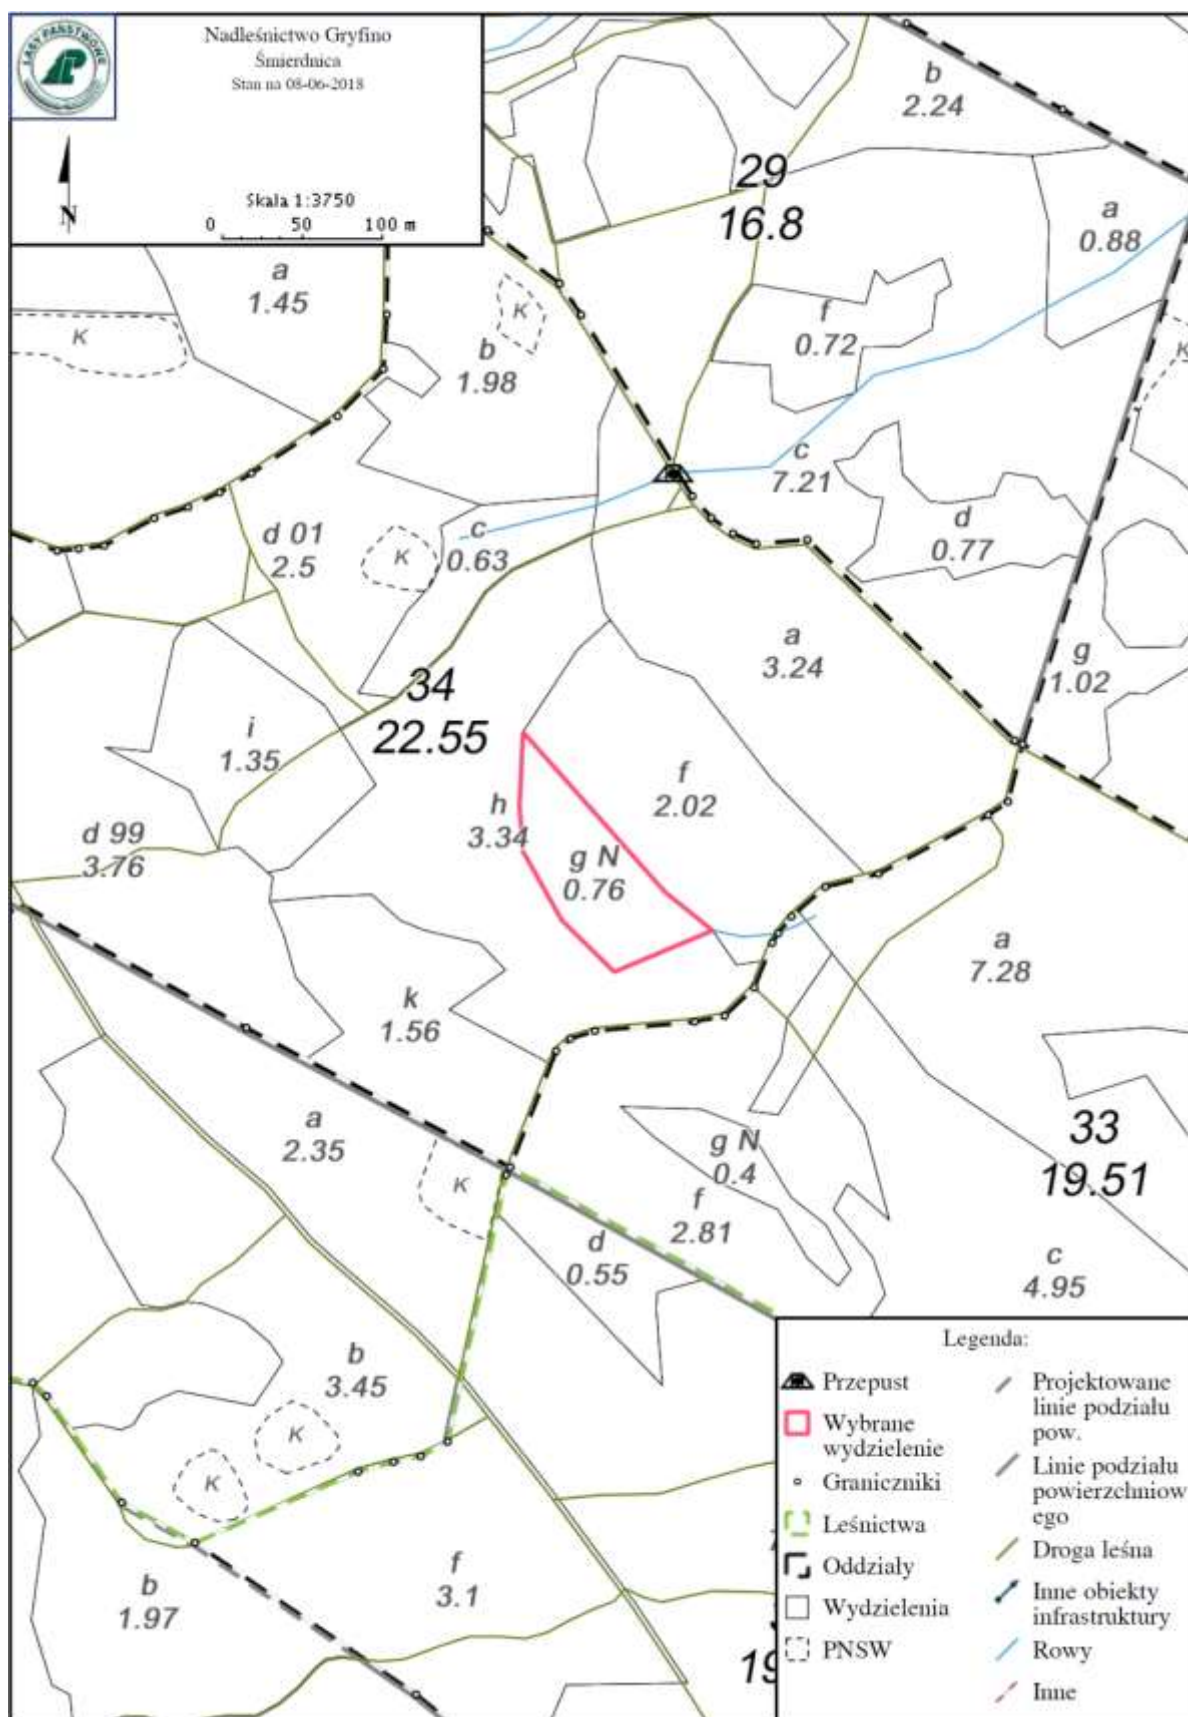 LASY PAŃSTWOWE
Nadleśnictwo Gryfino
Śmierdnica
Stan na 08-06-2018
N
Skala 1:3750
0 50 100 m
b
2.24
29
16.8
a
0.88
a
1.45
K
K
b
1.98
f
0.72
K
c
7.21
d
0.77
d 01
2.5
K
c
0.63
a
3.24
g
1.02
34
22.55
i
1.35
f
2.02
h
3.34
d 99
3.76
g N
0.76
a
7.28
k
1.56
a
2.35
33
19.51
g N
0.4
K
f
2.81
d
0.55
c
4.95
b
3.45
K
K
b
1.97
f
3.1
19
Legenda:
Przepust
Wybrane
wydzielenie
Graniczniki
Leśnictwa
Oddziały
Wydzielenia
PNSW
Projektowane
linie podziału
pow.
Linie podziału
powierzchniow
ego
Droga leśna
Inne obiekty
infrastruktury
Rowy
Inne